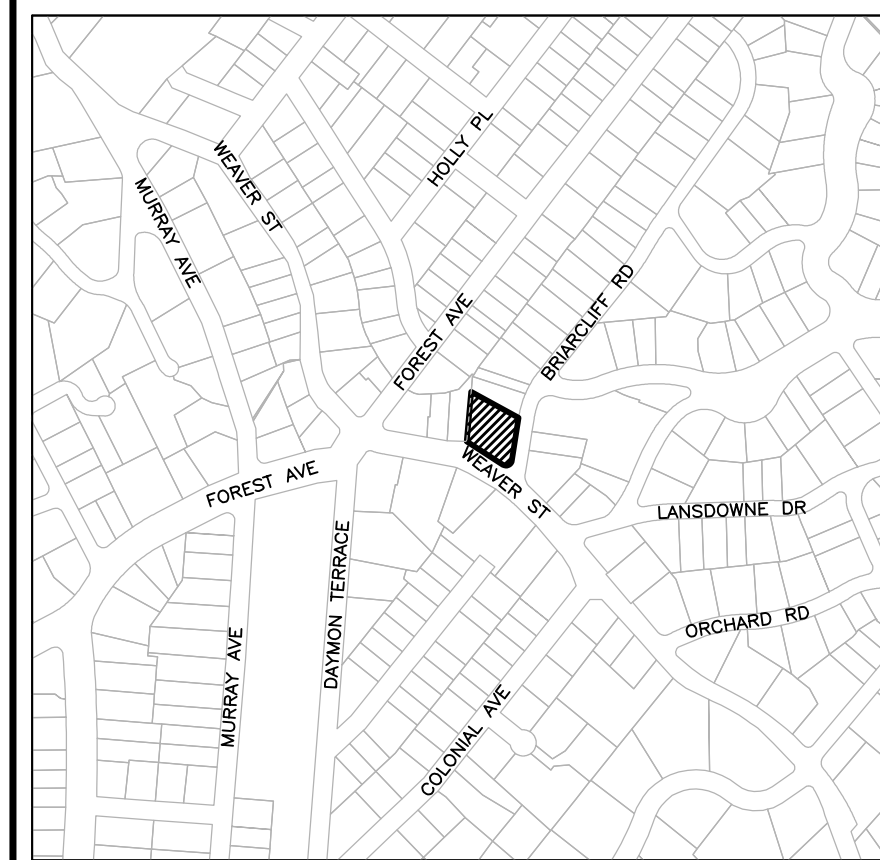 HOLLY PL
WEAVER ST
MURRAY AVE
BRIARCLIFF RD
FOREST AVE
WEAVER ST
FOREST AVE
LANSDOWNE DR
DAYMON TERRACE
ORCHARD RD
MURRAY AVE
COLONIAL AVE